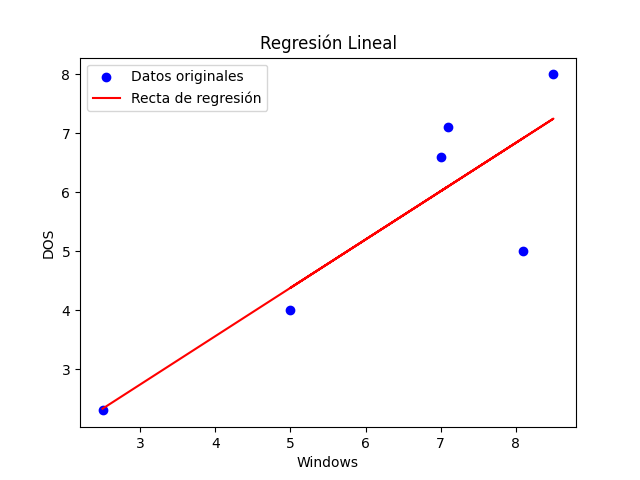 Regresión Lineal
Datos originales
Recta de regresión
8
7
6
5
4
3
DOS
3
4
5
6
7
8
Windows